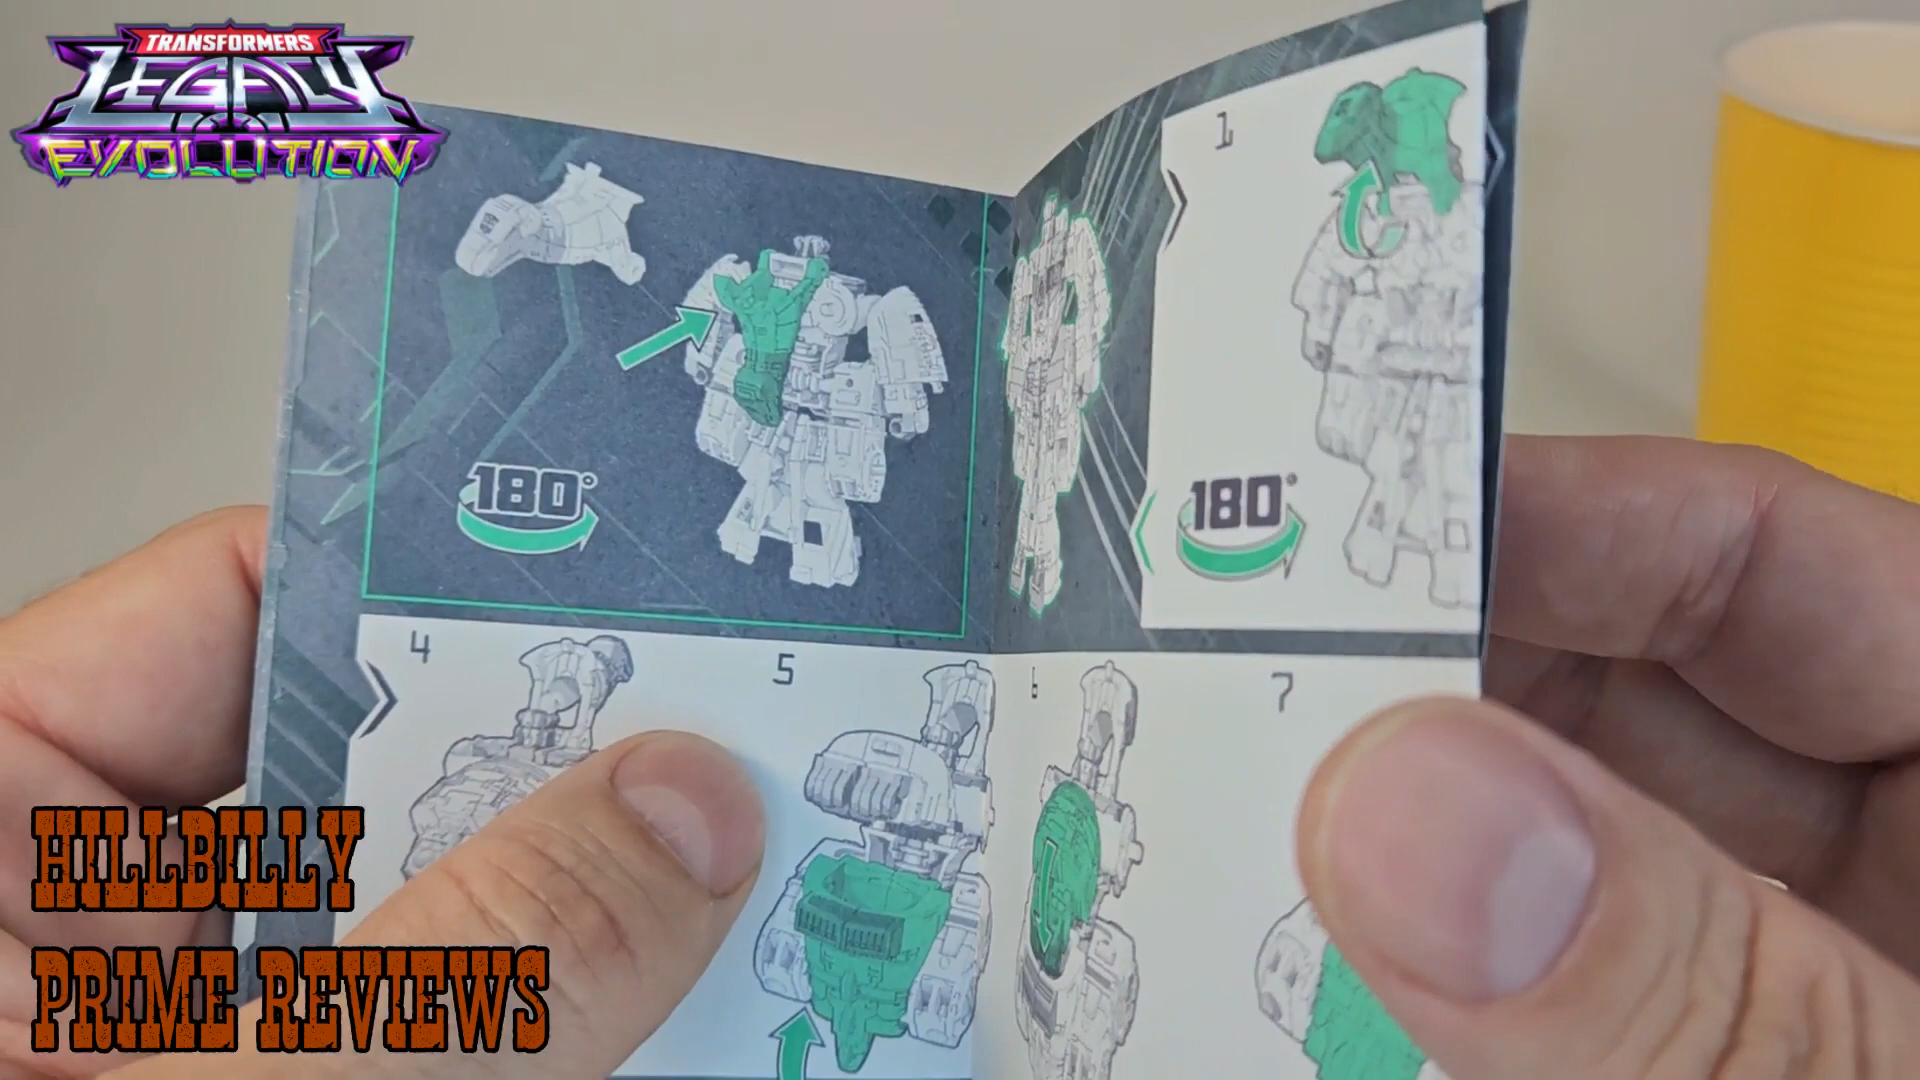 TRANSFORMERS
LEGACY
EVOLUTION
1
180°
180°
4
5
6
7
HILLBILLY
PRIME REVIEWS